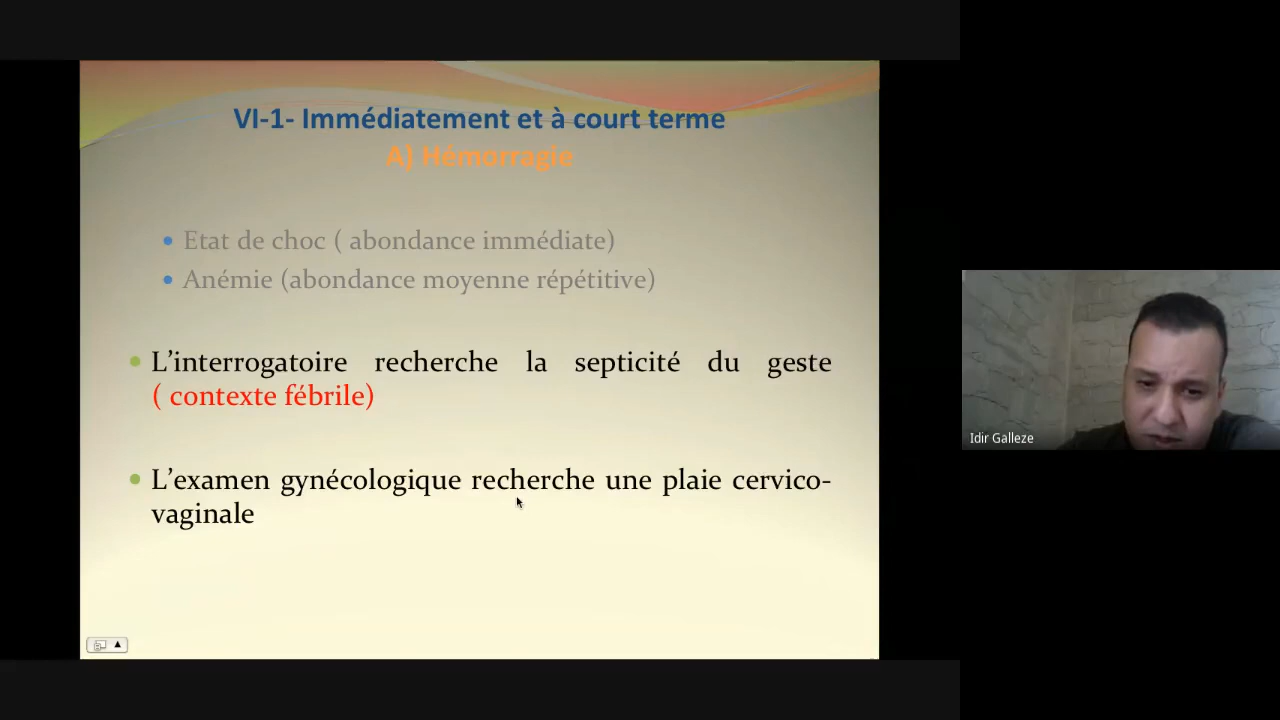 VI-1- Immédiatement et à court terme
A) Hémorragie
• Etat de choc ( abondance immédiate)
• Anémie (abondance moyenne répétitive)
• L’interrogatoire recherche la septicité du geste
( contexte fébrile)
• L’examen gynécologique recherche une plaie cervico-
vaginale
Idir Galleze